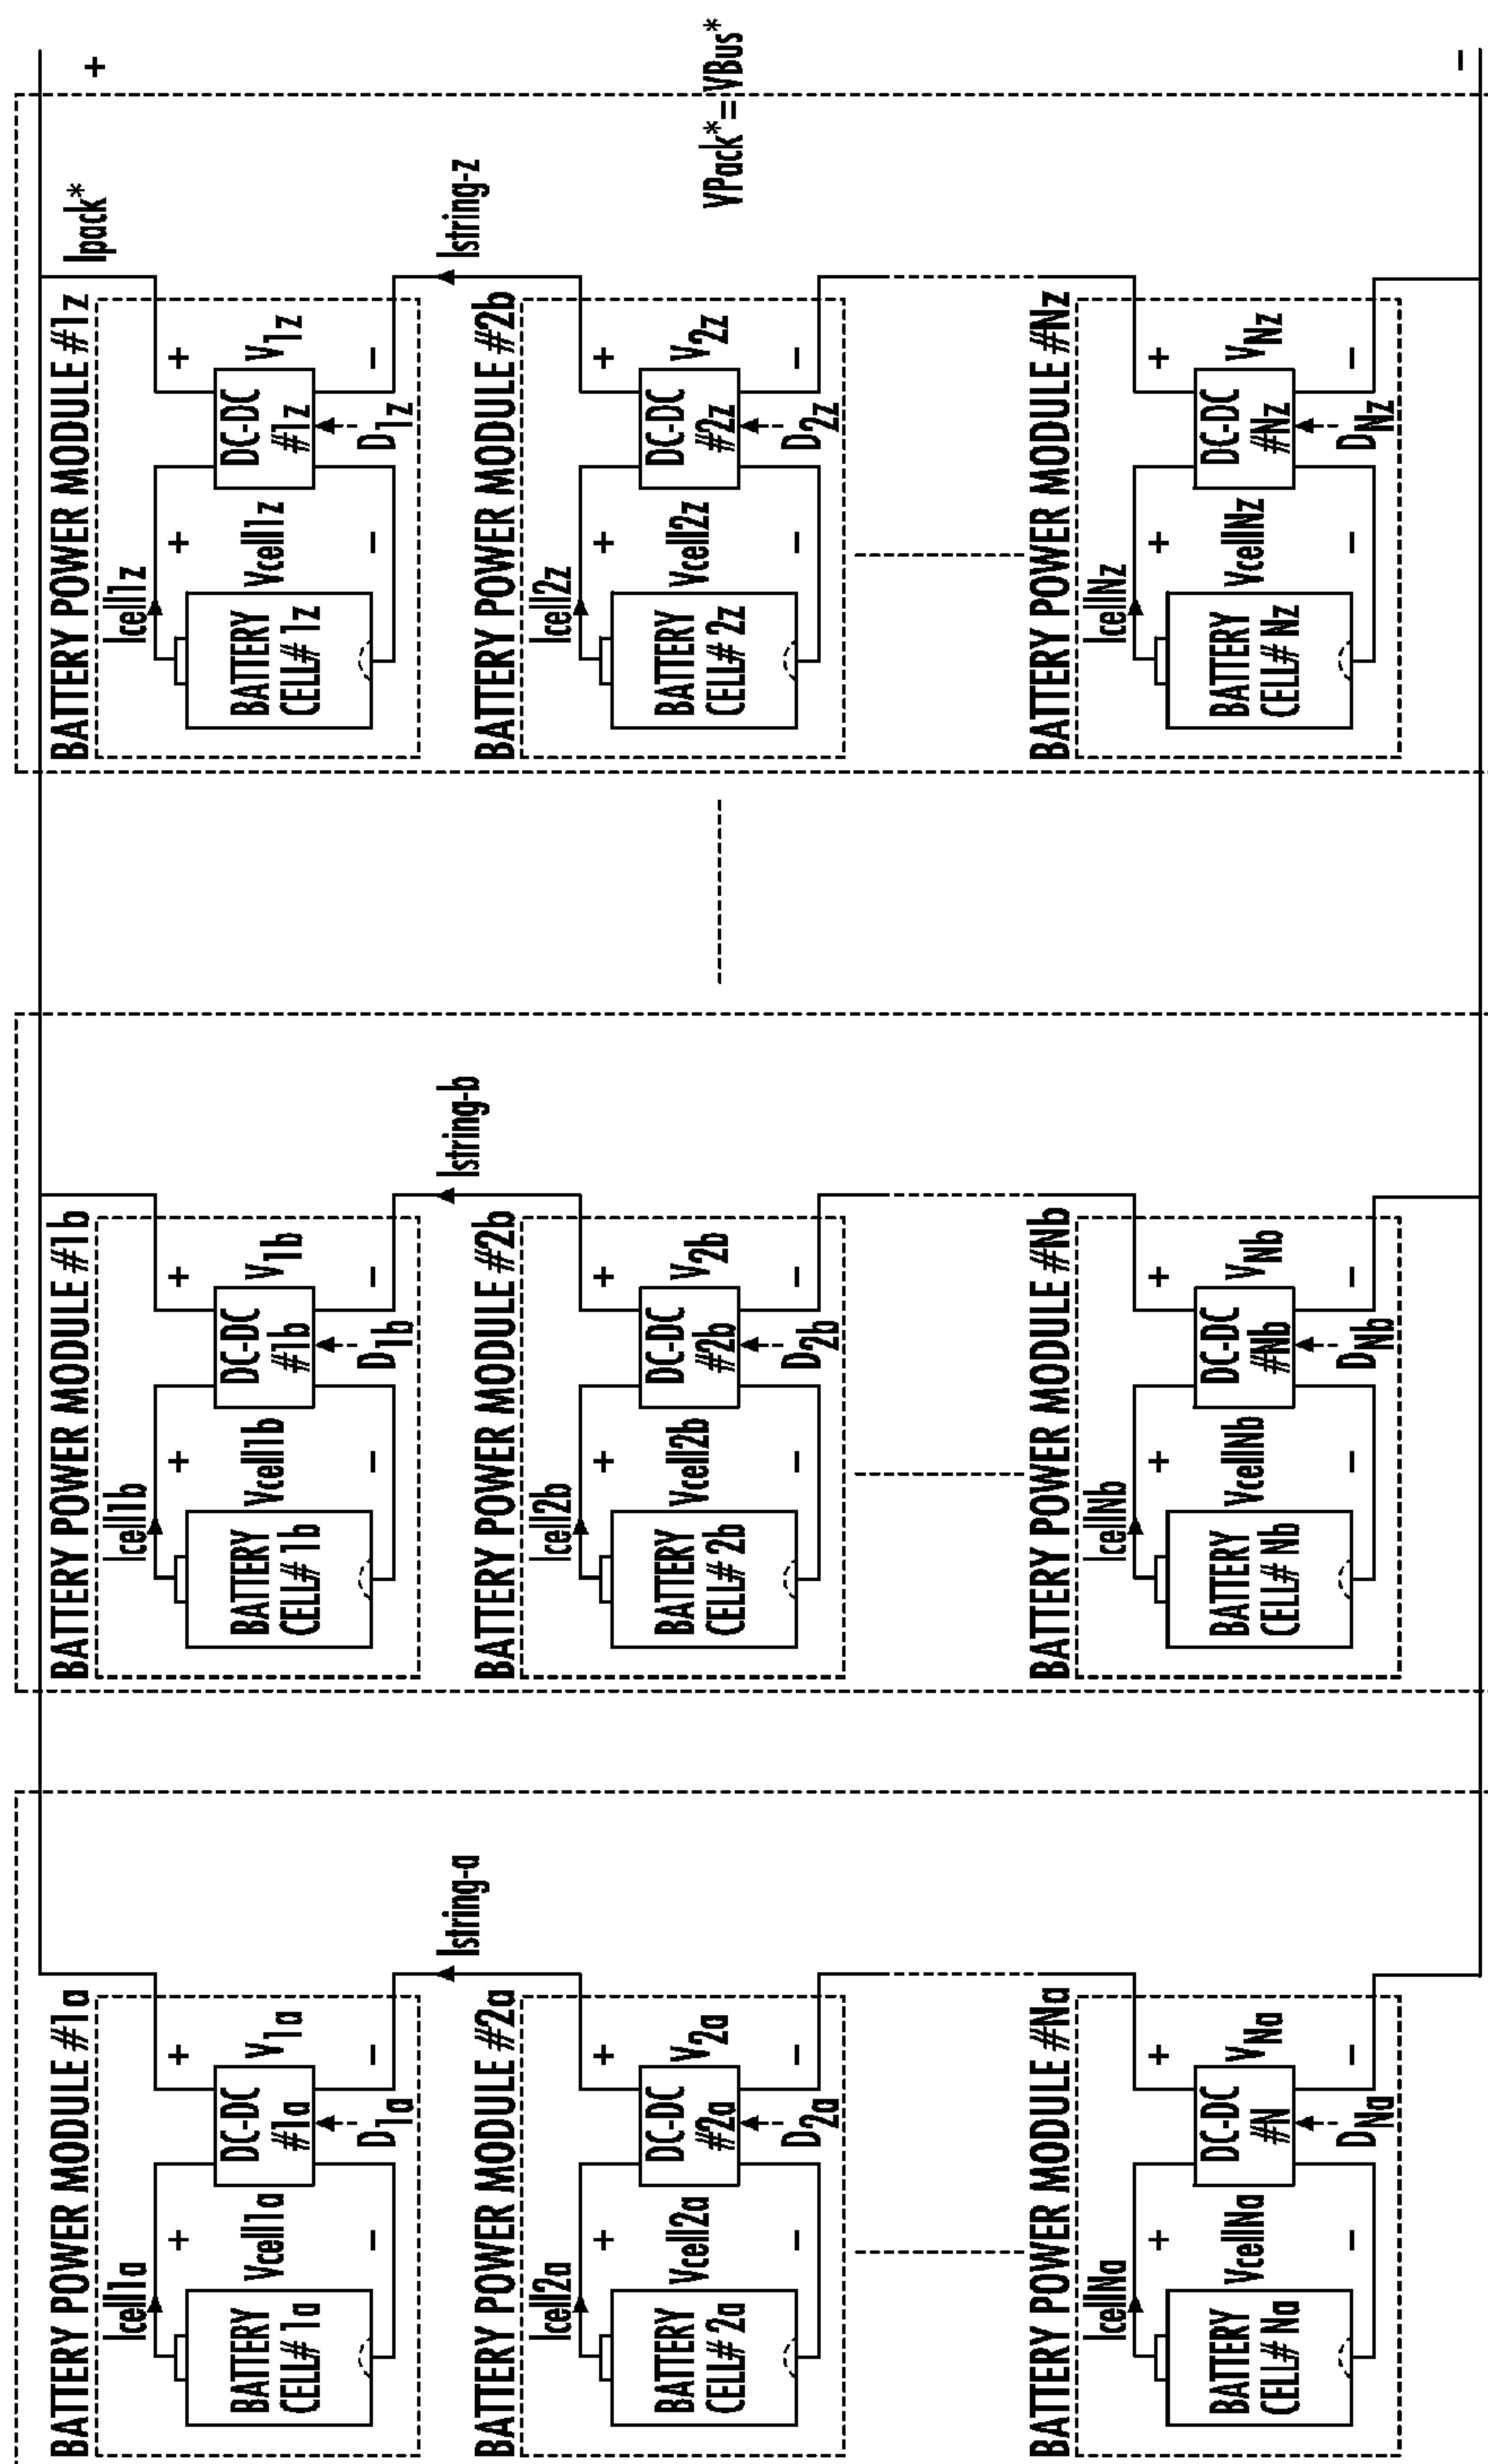 BATTERY POWER MODULE #1a
Icell1a
BATTERY
CELL# 1a
+
Vcell1a
−
DC-DC
#1a
D1a
+
V1a
−
Istring-a
BATTERY POWER MODULE #2a
Icell2a
BATTERY
CELL# 2a
+
Vcell2a
−
DC-DC
#2a
D2a
+
V2a
−
BATTERY POWER MODULE #Na
IcellNa
BATTERY
CELL# Na
+
VcellNa
−
DC-DC
#N
DNa
+
VNa
−
BATTERY POWER MODULE #1b
Icell1b
BATTERY
CELL# 1b
+
Vcell1b
−
DC-DC
#1b
D1b
+
V1b
−
Istring-b
BATTERY POWER MODULE #2b
Icell2b
BATTERY
CELL# 2b
+
Vcell2b
−
DC-DC
#2b
D2b
+
V2b
−
BATTERY POWER MODULE #Nb
IcellNb
BATTERY
CELL# Nb
+
VcellNb
−
DC-DC
#Nb
DNb
+
VNb
−
BATTERY POWER MODULE #1z
Icell1z
BATTERY
CELL# 1z
+
Vcell1z
−
DC-DC
#1z
D1z
+
V1z
−
Ipack*
Istring-z
BATTERY POWER MODULE #2b
Icell2z
BATTERY
CELL# 2z
+
Vcell2z
−
DC-DC
#2z
D2z
+
V2z
−
BATTERY POWER MODULE #Nz
IcellNz
BATTERY
CELL# Nz
+
VcellNz
−
DC-DC
#Nz
DNz
+
VNz
−
+
VPack*=VBus*
−